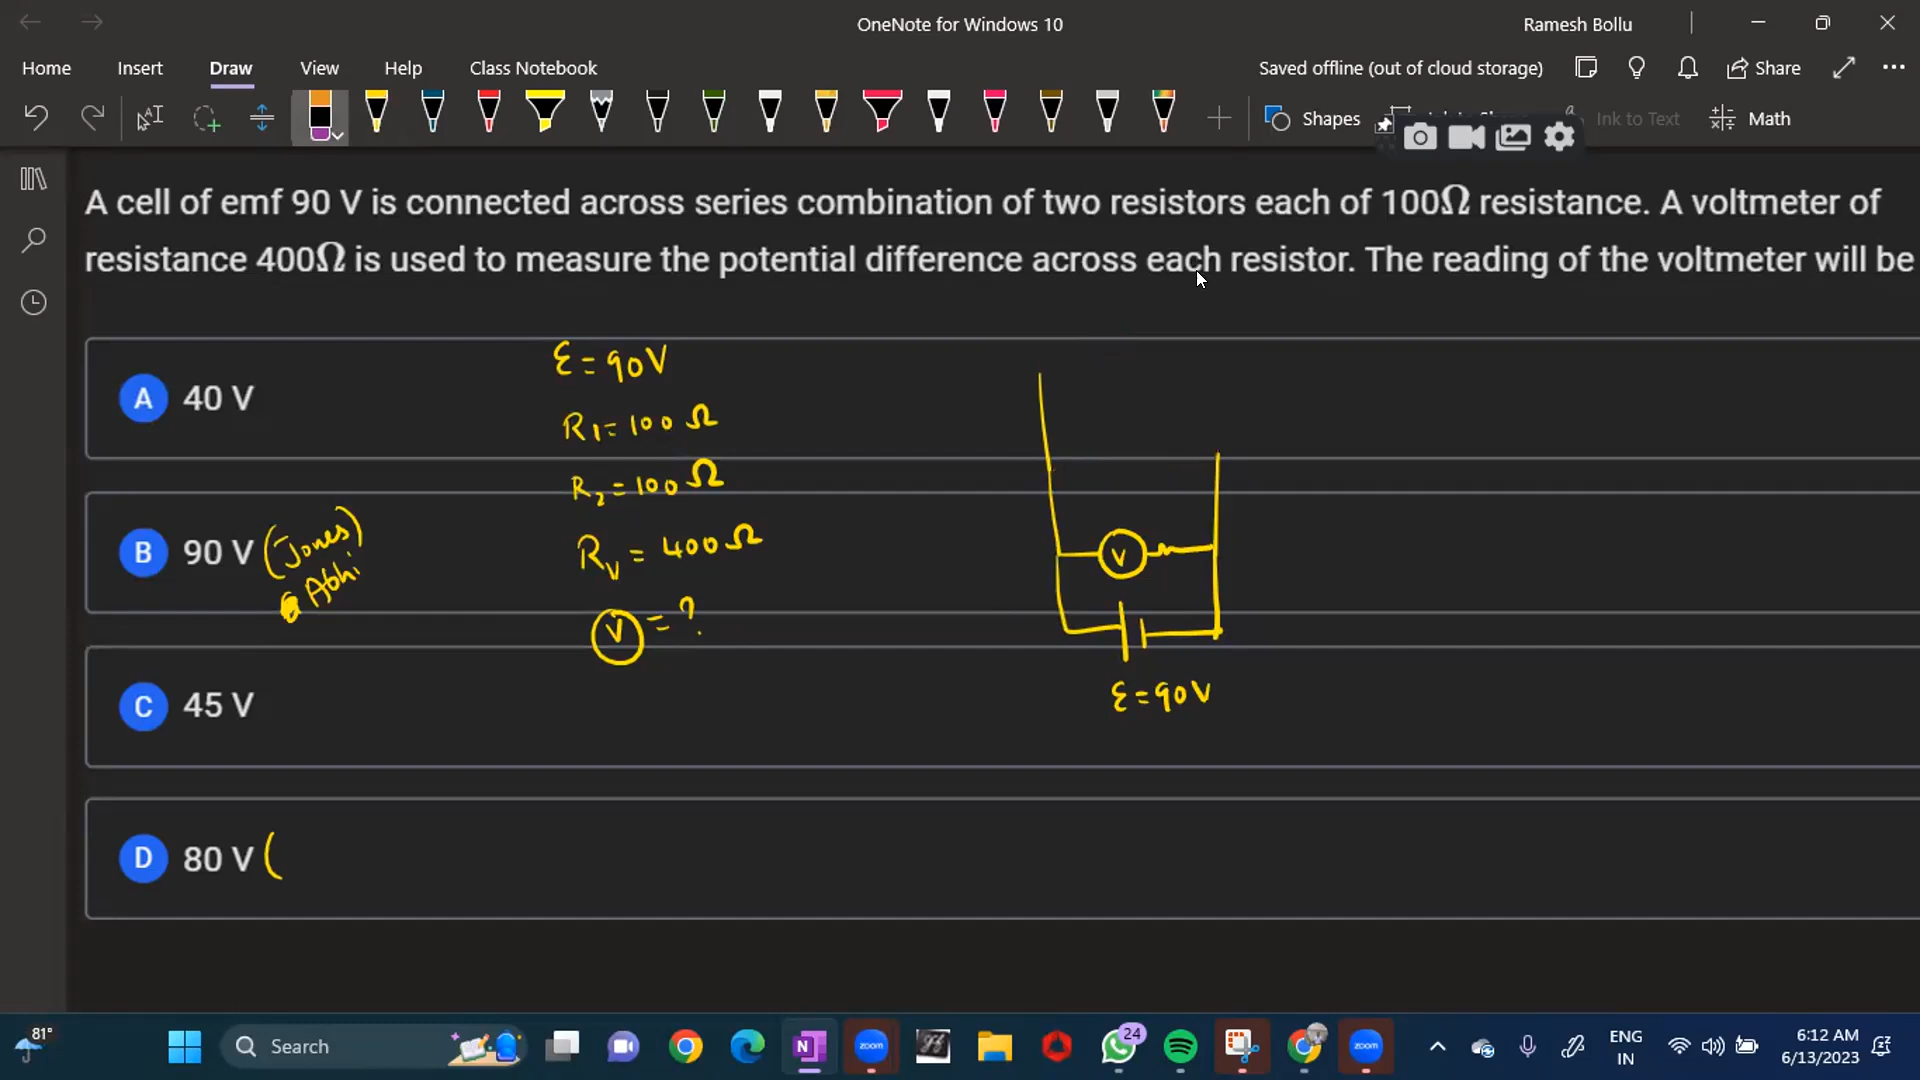 OneNote for Windows 10
Ramesh Bollu
Home Insert Draw View Help Class Notebook
Saved offline (out of cloud storage)
Share
Shapes
Ink to Text
Math
A cell of emf 90 V is connected across series combination of two resistors each of 100Ω resistance. A voltmeter of
resistance 400Ω is used to measure the potential difference across each resistor. The reading of the voltmeter will be
A 40 V
B 90 V (Jones)
Abhi
C 45 V
D 80 V (
Ɛ = 90V
R1 = 100 Ω
R2 = 100 Ω
RV = 400 Ω
V = ?
V
Ɛ = 90V
81°
Search
24
ENG
IN
6:12 AM
6/13/2023
zoom
zoom